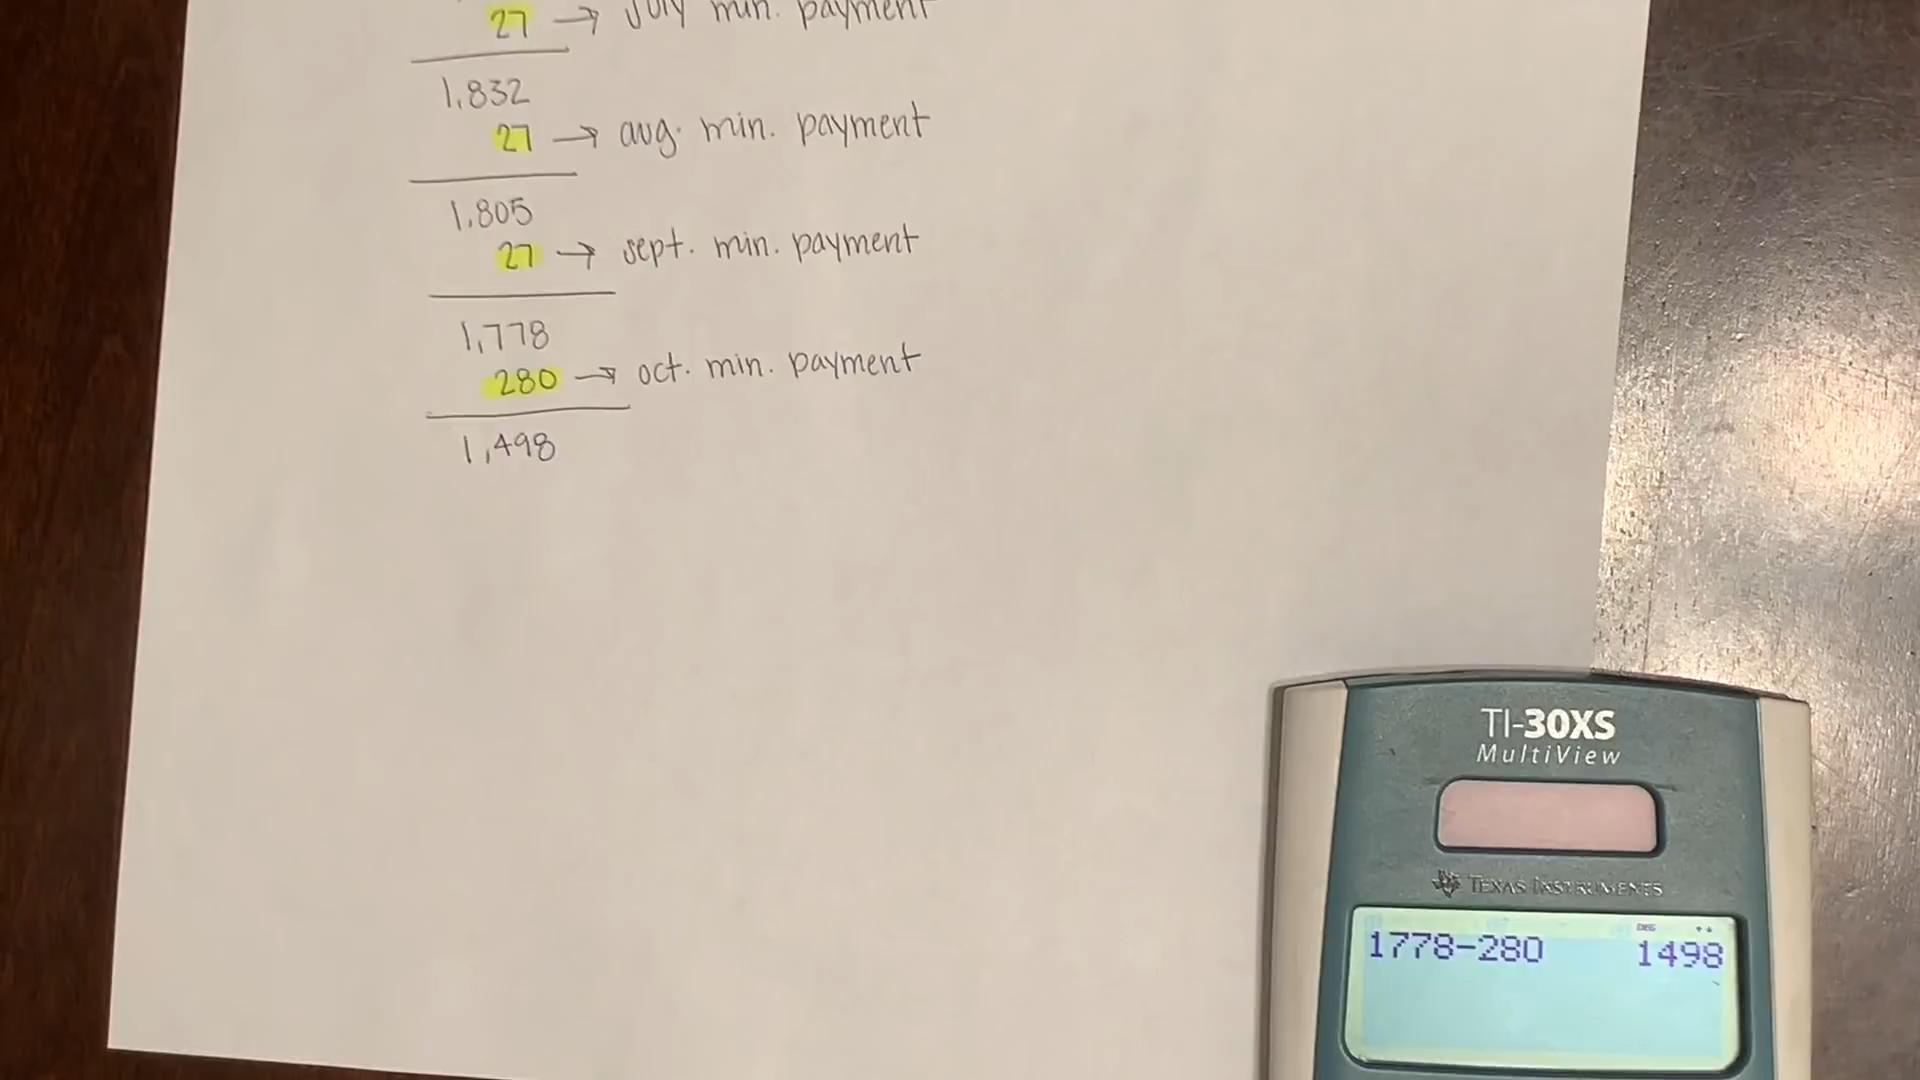 27 → July min. payment
1,832
27 → aug. min. payment
1,805
27 → sept. min. payment
1,778
280 → oct. min. payment
1,498
TI-30XS
MultiView
TEXAS INSTRUMENTS
DEG
1778-280 1498